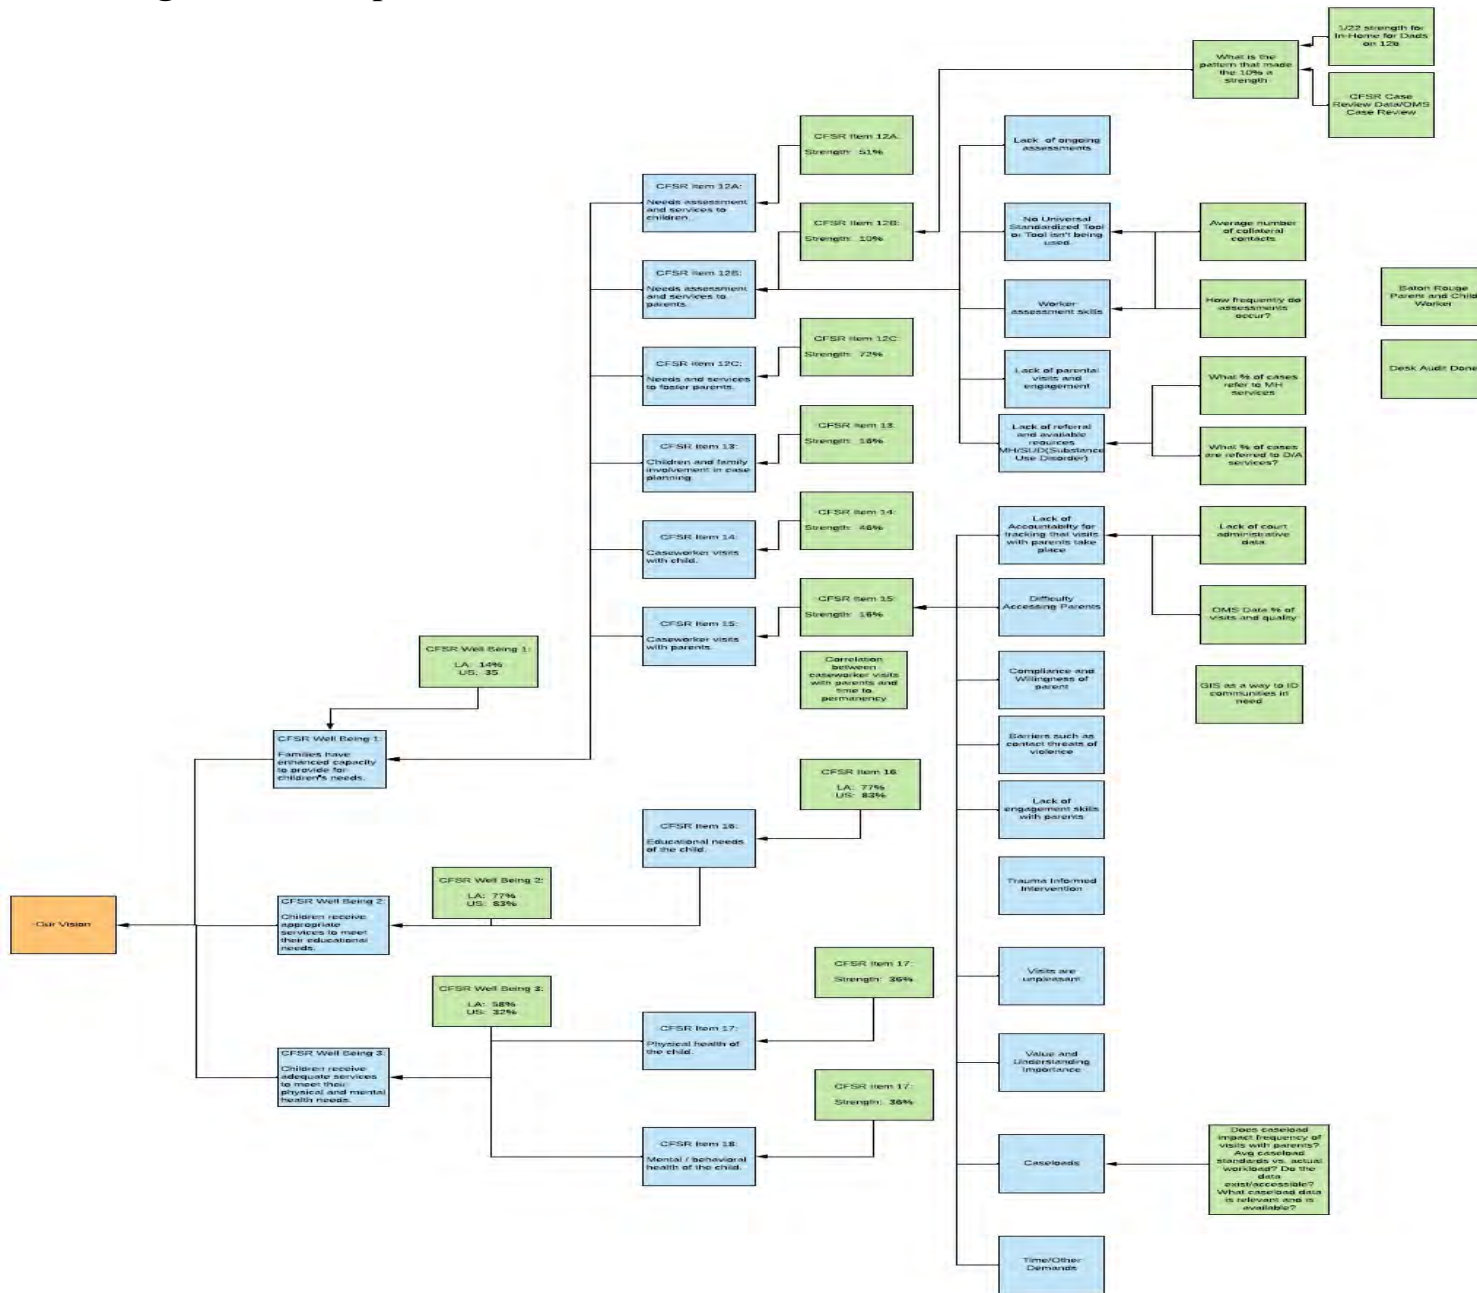 1/22 strength for
In-Home for Dads
on 12b
What is the
pattern that made
the 10% a
strength
CFSR Case
Review Data/OMS
Case Review
CFSR Item 12A:
Strength: 51%
Lack of ongoing
assessments
CFSR Item 12A:
Needs assessment
and services to
children.
CFSR Item 12B:
Strength: 10%
No Universal
Standardized Tool
or Tool isn't being
used.
Average number
of collateral
contacts.
CFSR Item 12B:
Needs assessment
and services to
parents.
Worker
assessment skills
How frequently do
assessments
occur?
Baton Rouge
Parent and Child
Worker
CFSR Item 12C:
Strength: 72%
CFSR Item 12C:
Needs and services
to foster parents.
Lack of parental
visits and
engagement
What % of cases
refer to MH
services
Desk Audit Done
CFSR Item 13:
Strength: 18%
CFSR Item 13:
Children and family
involvement in case
planning.
Lack of referral
and available
reources
MH/SUD(Substance
Use Disorder)
What % of cases
are referred to D/A
services?
CFSR Item 14:
Strength: 46%
CFSR Item 14:
Caseworker visits
with child.
Lack of
Accountabilty for
tracking that visits
with parents take
place
Lack of court
administrative
data
CFSR Item 15:
Strength: 16%
CFSR Item 15:
Caseworker visits
with parents.
Difficulty
Accessing Parents
OMS Data % of
visits and quality
CFSR Well Being 1:
LA: 14%
US: 35
Correlation
between
caseworker visits
with parents and
time to
permanency
Compliance and
Willingness of
parent
GIS as a way to ID
communities in
need
CFSR Well Being 1:
Families have
enhanced capacity
to provide for
children's needs.
Barriers such as
contact threats of
violence
CFSR Item 16:
LA: 77%
US: 83%
Lack of
engagement skills
with parents
CFSR Item 16:
Educational needs
of the child.
Trauma Informed
Intervention
CFSR Well Being 2:
LA: 77%
US: 83%
Our Vision
CFSR Well Being 2:
Children receive
appropriate
services to meet
their educational
needs.
CFSR Item 17:
Strength: 36%
Visits are
unpleasant
CFSR Well Being 3:
LA: 58%
US: 32%
CFSR Item 17:
Physical health of
the child.
CFSR Well Being 3:
Children receive
adequate services
to meet their
physical and mental
health needs.
Value and
Understanding
Importance
CFSR Item 17:
Strength: 36%
CFSR Item 18:
Mental / behavioral
health of the child.
Caseloads
Does caseload
impact frequency of
visits with parents?
Avg caseload
standards vs. actual
workload? Do the
data
exist/accessible?
What caseload data
is relevant and is
available?
Time/Other
Demands